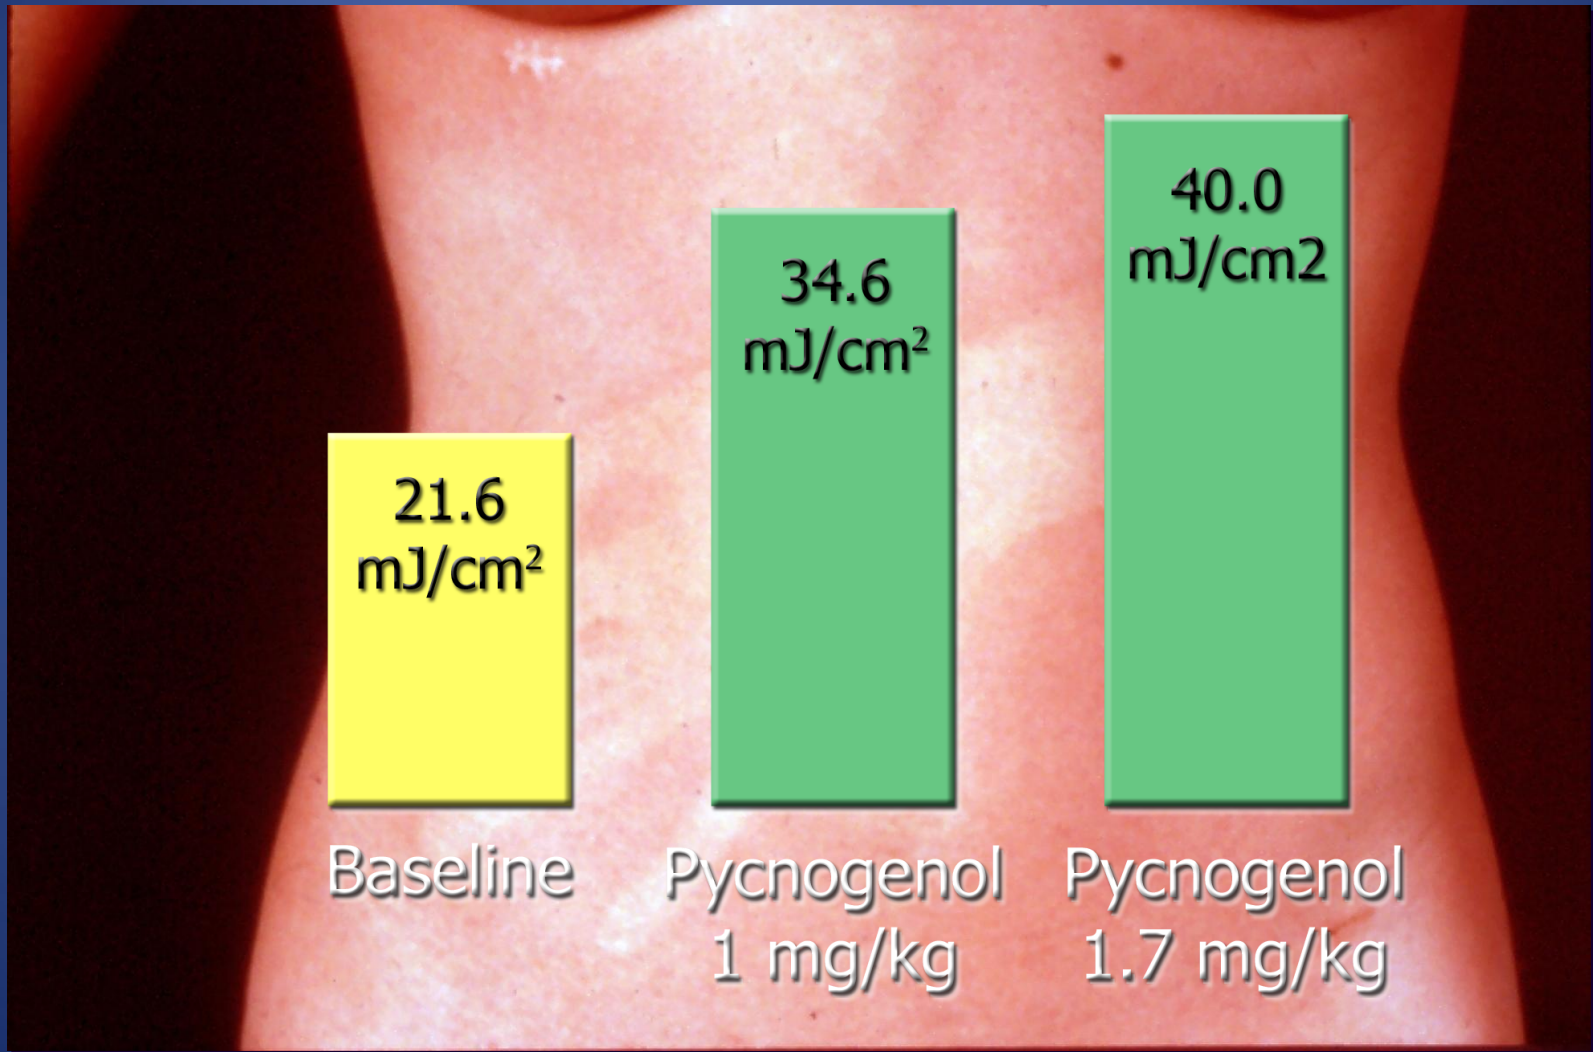 21.6
mJ/cm²
34.6
mJ/cm²
40.0
mJ/cm2
Baseline
Pycnogenol
1 mg/kg
Pycnogenol
1.7 mg/kg